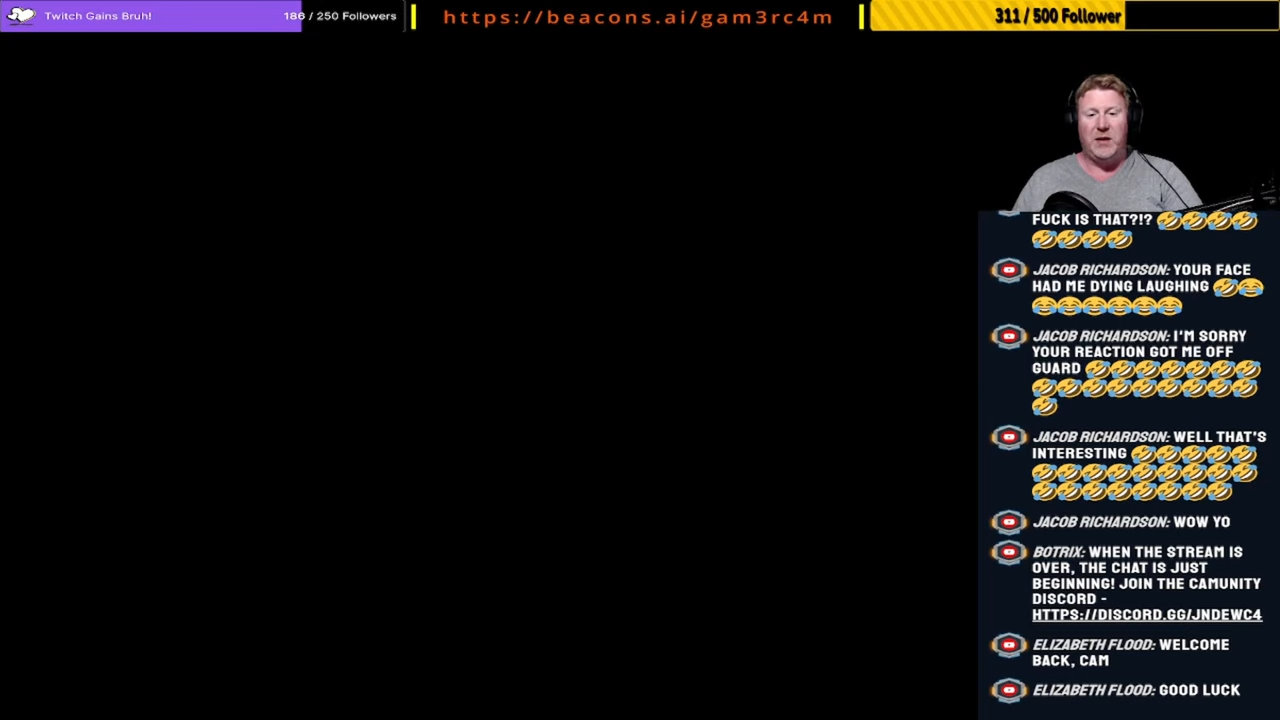 Twitch Gains Bruh!
186 / 250 Followers
https://beacons.ai/gam3rc4m
311 / 500 Follower
FUCK IS THAT?!? 🤣🤣🤣🤣
🤣🤣🤣🤣
JACOB RICHARDSON: YOUR FACE
HAD ME DYING LAUGHING 🤣😂
😂😂😂😂😂😂
JACOB RICHARDSON: I'M SORRY
YOUR REACTION GOT ME OFF
GUARD 🤣🤣🤣🤣🤣🤣🤣
🤣🤣🤣🤣🤣🤣🤣🤣🤣
🤣
JACOB RICHARDSON: WELL THAT'S
INTERESTING 🤣🤣🤣🤣🤣
🤣🤣🤣🤣🤣🤣🤣🤣🤣
🤣🤣🤣🤣🤣🤣🤣🤣
JACOB RICHARDSON: WOW YO
BOTRIX: WHEN THE STREAM IS
OVER, THE CHAT IS JUST
BEGINNING! JOIN THE CAMUNITY
DISCORD -
HTTPS://DISCORD.GG/JNDEWC4
ELIZABETH FLOOD: WELCOME
BACK, CAM
ELIZABETH FLOOD: GOOD LUCK